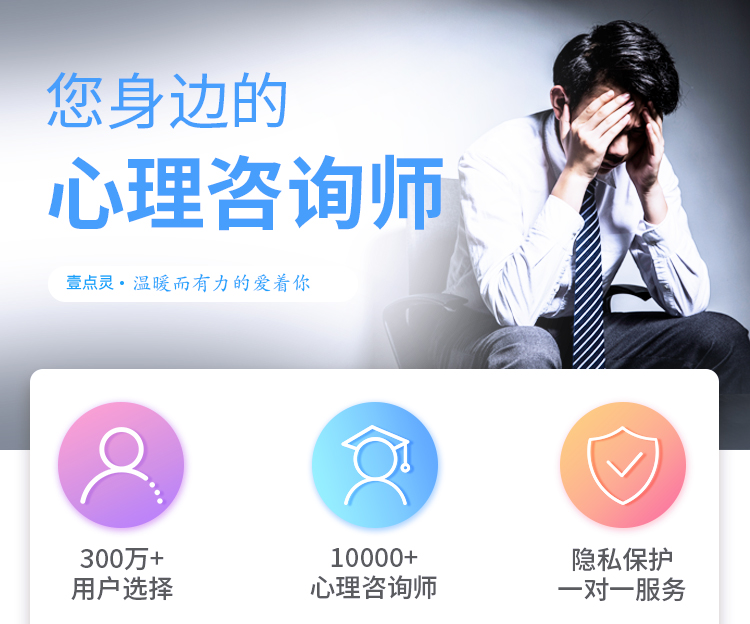 您身边的
心理咨询师
壹点灵·温暖而有力的爱着你
300万+
用户选择
10000+
心理咨询师
隐私保护
一对一服务